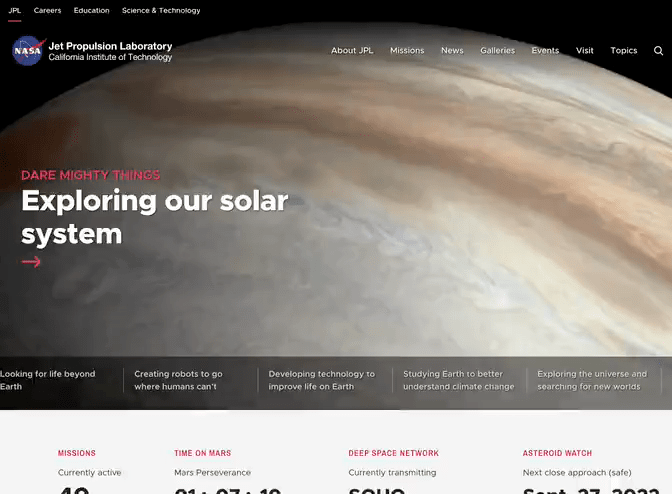 JPL Careers Education Science & Technology
NASA
Jet Propulsion Laboratory
California Institute of Technology
About JPL Missions News Galleries Events Visit Topics
DARE MIGHTY THINGS
Exploring our solar
system
Looking for life beyond
Earth
Creating robots to go
where humans can't
Developing technology to
improve life on Earth
Studying Earth to better
understand climate change
Exploring the universe and
searching for new worlds
MISSIONS
Currently active
TIME ON MARS
Mars Perseverance
DEEP SPACE NETWORK
Currently transmitting
ASTEROID WATCH
Next close approach (safe)